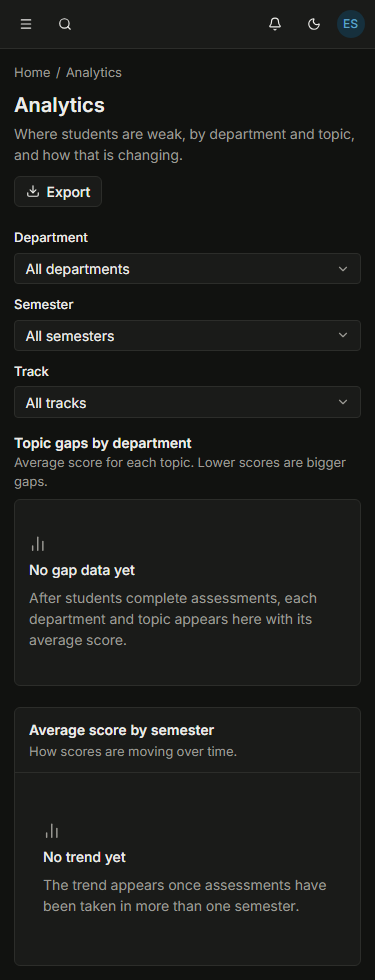 ES
Home / Analytics
Analytics
Where students are weak, by department and topic,
and how that is changing.
Export
Department
All departments
Semester
All semesters
Track
All tracks
Topic gaps by department
Average score for each topic. Lower scores are bigger
gaps.
No gap data yet
After students complete assessments, each
department and topic appears here with its
average score.
Average score by semester
How scores are moving over time.
No trend yet
The trend appears once assessments have
been taken in more than one semester.